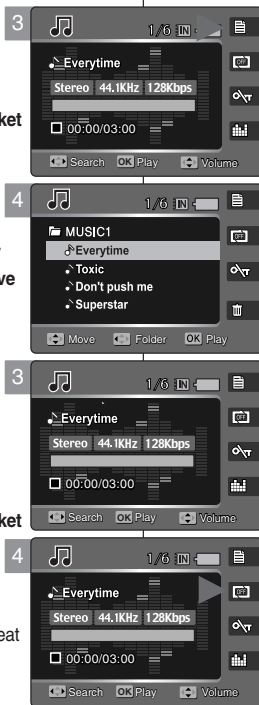 3
1/6 IN
Everytime
Stereo 44.1KHz 128Kbps
ket
00:00/03:00
Search OK Play Volume
4
1/6 IN
MUSIC1
Everytime
ve
Toxic
Don't push me
Superstar
Move Folder OK Play
3
1/6 IN
OFF
Everytime
Stereo 44.1KHz 128Kbps
00:00/03:00
ket
Search OK Play Volume
4
1/6 IN
Everytime
Stereo 44.1KHz 128Kbps
eat
00:00/03:00
Search OK Play Volume